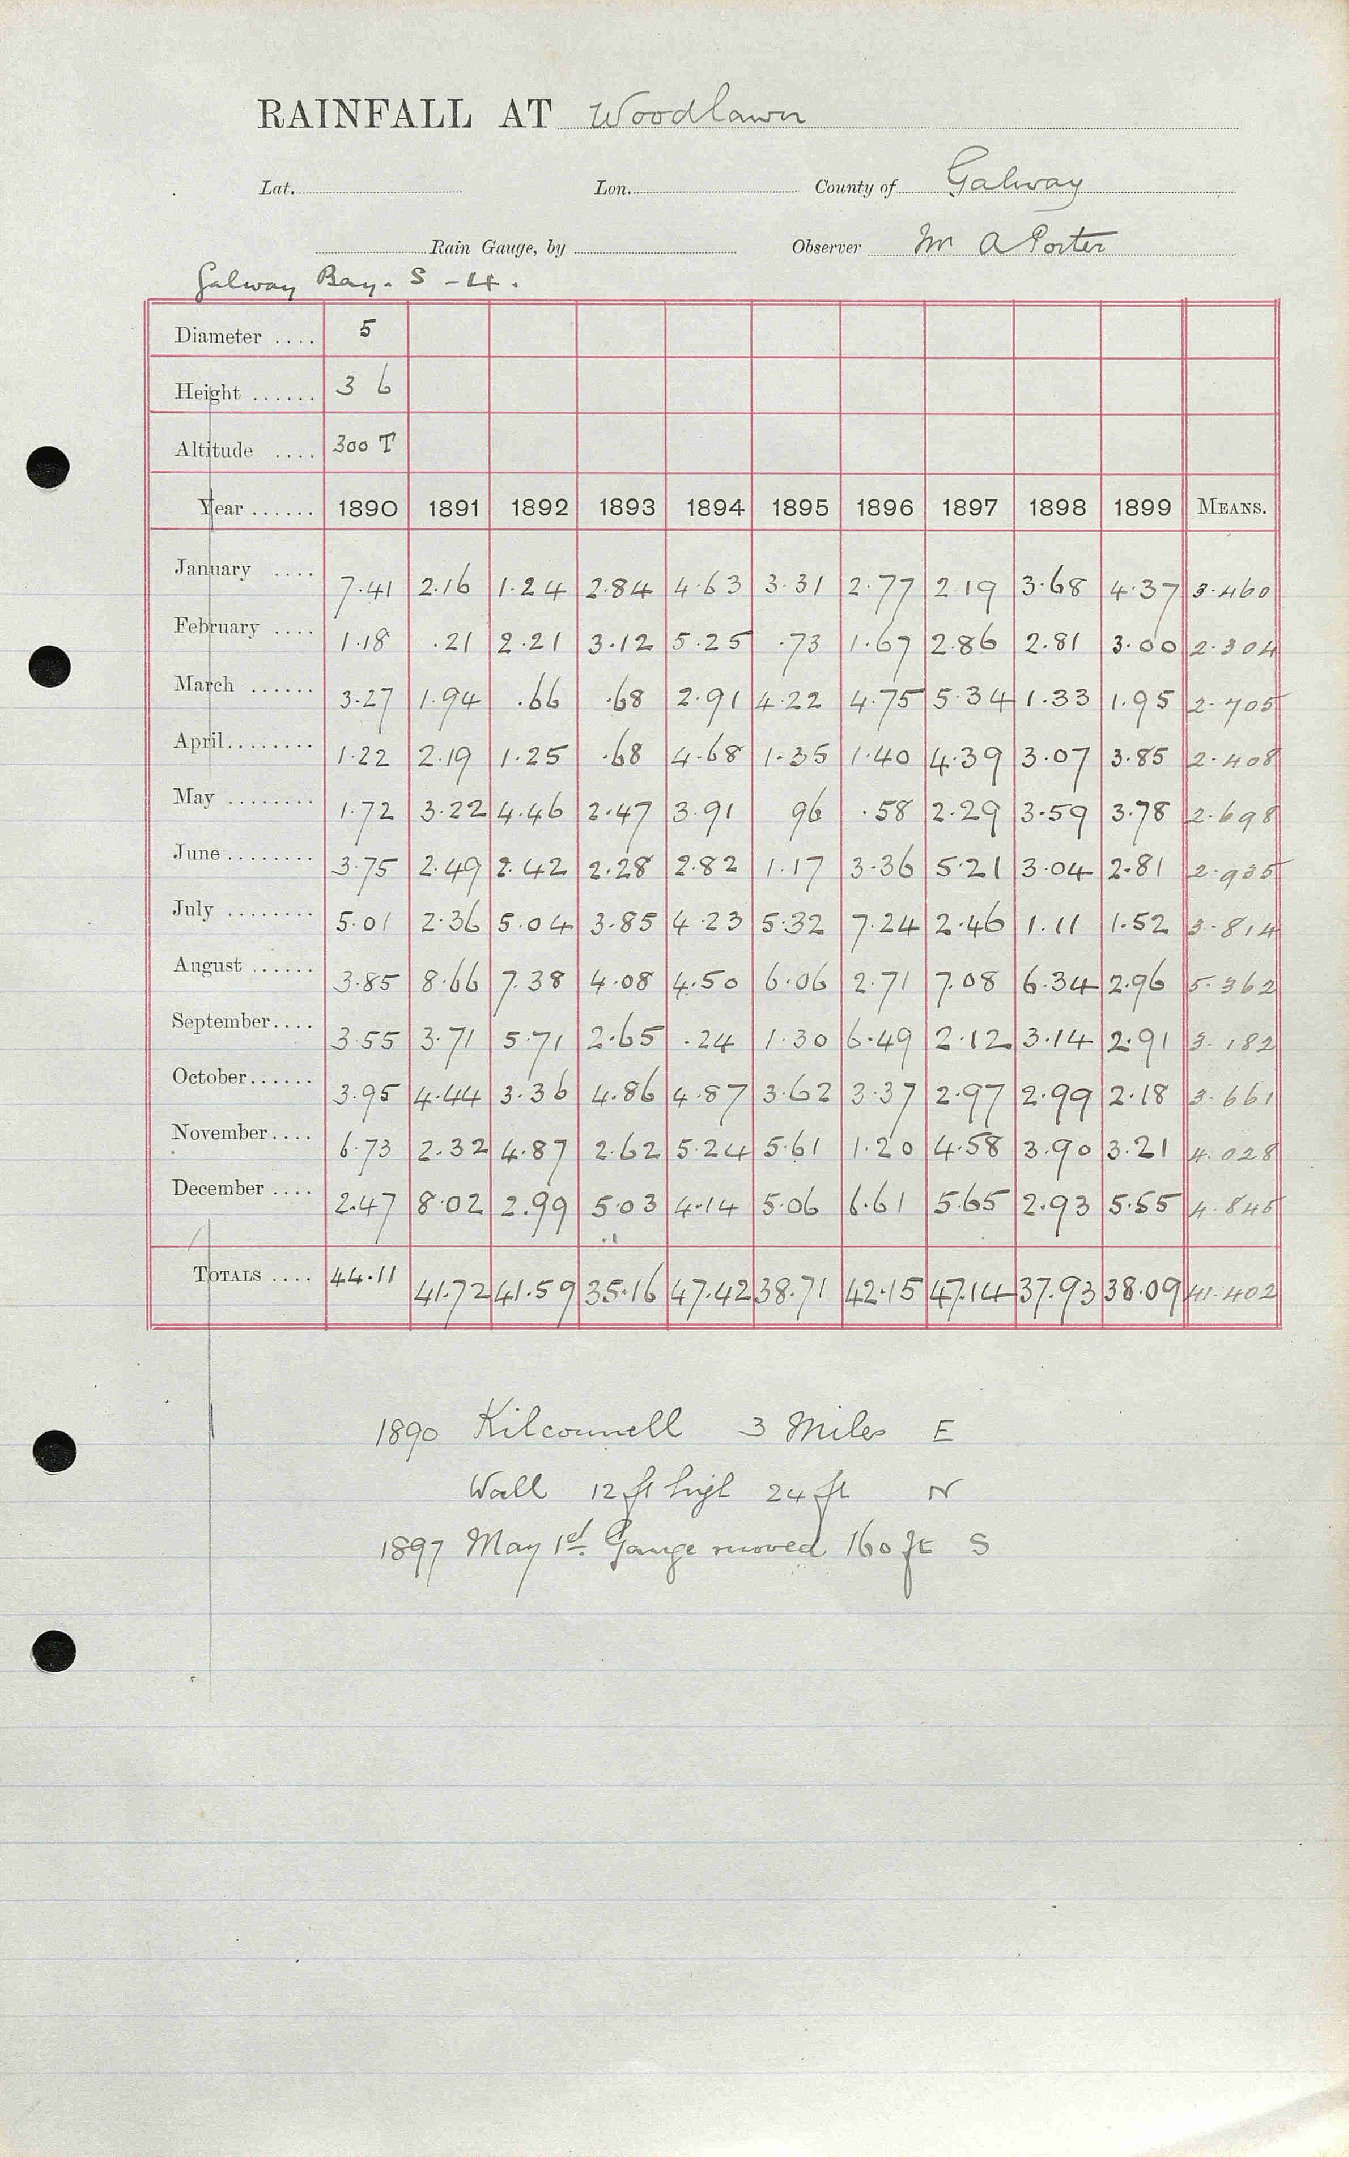 RAINFALL AT Woodlawn
Lat. Lon. County of Galway
Rain Gauge, by Observer Mr A Porter
Galway Bay. S - 4.
Diameter .... 5
Height ...... 3 6
Altitude .... 300 T
Year ...... 1890 1891 1892 1893 1894 1895 1896 1897 1898 1899 MEANS.
January .... 7.41 2.16 1.24 2.84 4.63 3.31 2.77 2.19 3.68 4.37 3.460
February .... 1.18 .21 2.21 3.12 5.25 .73 1.67 2.86 2.81 3.00 2.304
March ...... 3.27 1.94 .66 .68 2.91 4.22 4.75 5.34 1.33 1.95 2.705
April........ 1.22 2.19 1.25 .68 4.68 1.35 1.40 4.39 3.07 3.85 2.408
May ........ 1.72 3.22 4.46 2.47 3.91 96 .58 2.29 3.59 3.78 2.698
June ........ 3.75 2.49 2.42 2.28 2.82 1.17 3.36 5.21 3.04 2.81 2.935
July ........ 5.01 2.36 5.04 3.85 4.23 5.32 7.24 2.46 1.11 1.52 3.814
August ...... 3.85 8.66 7.38 4.08 4.50 6.06 2.71 7.08 6.34 2.96 5.362
September.... 3.55 3.71 5.71 2.65 .24 1.30 6.49 2.12 3.14 2.91 3.182
October...... 3.95 4.44 3.36 4.86 4.87 3.62 3.37 2.97 2.99 2.18 3.661
November.... 6.73 2.32 4.87 2.62 5.24 5.61 1.20 4.58 3.90 3.21 4.028
December .... 2.47 8.02 2.99 5.03 4.14 5.06 6.61 5.65 2.93 5.55 4.845
TOTALS .... 44.11 41.72 41.59 35.16 47.42 38.71 42.15 47.14 37.93 38.09 41.402
1890 Kilconnell 3 Miles E
Wall 12 ft high 24 ft N
1897 May 1st. Gauge moved 160 ft S